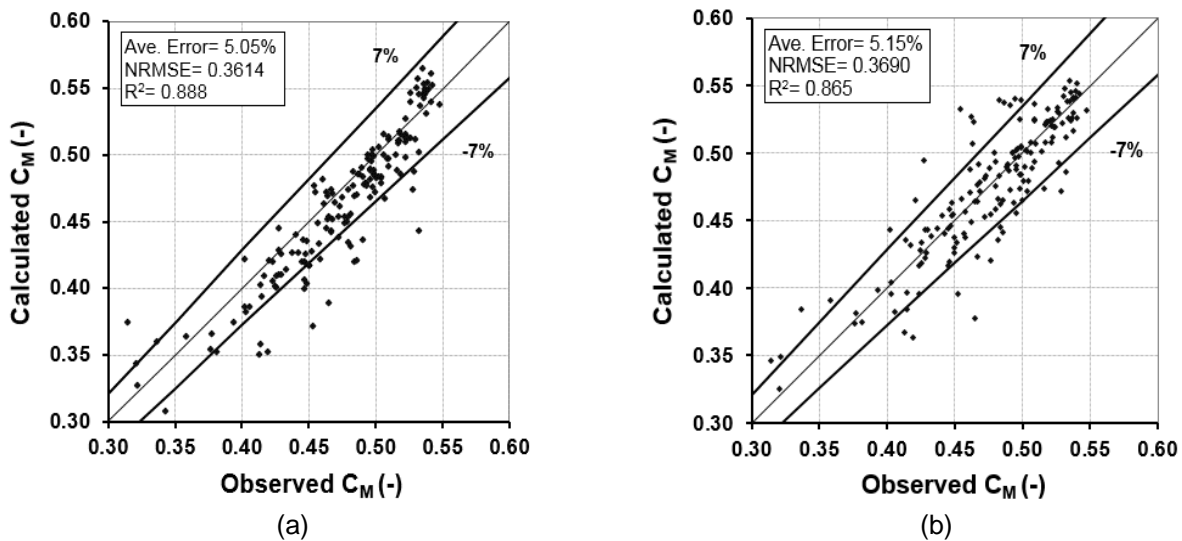 0.60
0.55
0.50
0.45
0.40
0.35
0.30
Calculated C_M (-)
Ave. Error= 5.05%
NRMSE= 0.3614
R²= 0.888
7%
-7%
0.30 0.35 0.40 0.45 0.50 0.55 0.60
Observed C_M (-)
(a)
0.60
0.55
0.50
0.45
0.40
0.35
0.30
Calculated C_M (-)
Ave. Error= 5.15%
NRMSE= 0.3690
R²= 0.865
7%
-7%
0.30 0.35 0.40 0.45 0.50 0.55 0.60
Observed C_M (-)
(b)